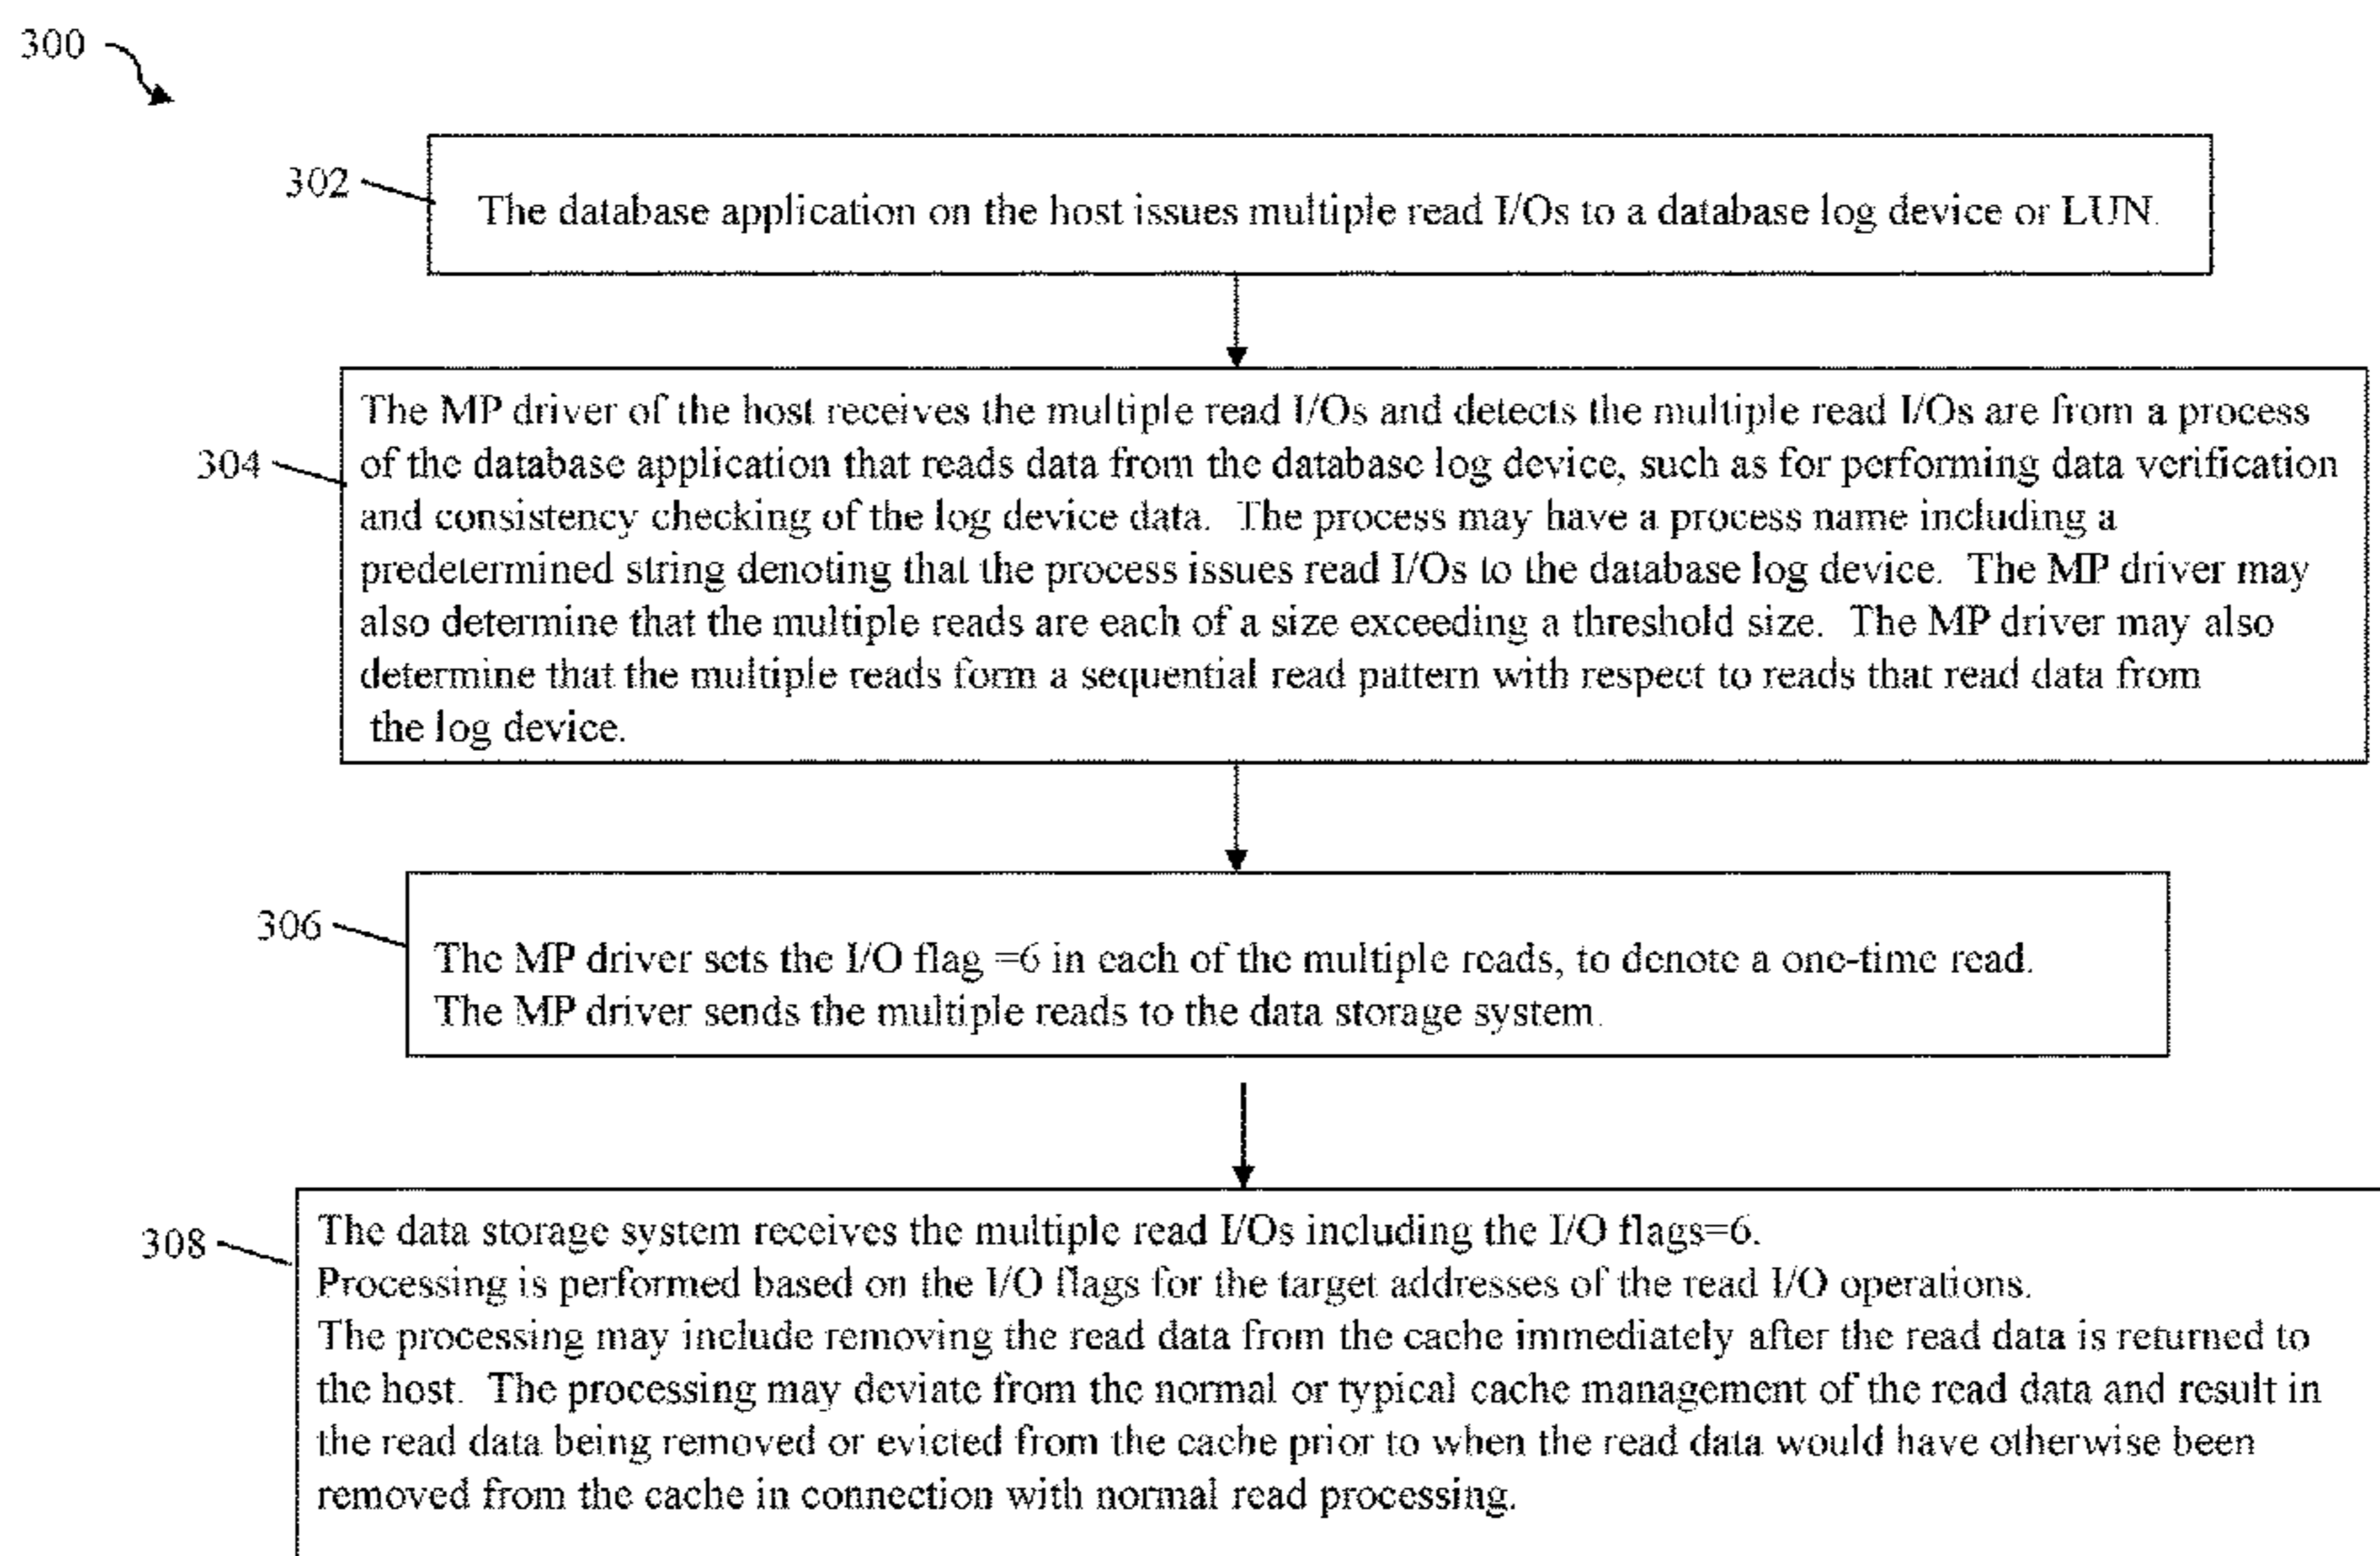 300
302
The database application on the host issues multiple read I/Os to a database log device or LUN.
304
The MP driver of the host receives the multiple read I/Os and detects the multiple read I/Os are from a process
of the database application that reads data from the database log device, such as for performing data verification
and consistency checking of the log device data. The process may have a process name including a
predetermined string denoting that the process issues read I/Os to the database log device. The MP driver may
also determine that the multiple reads are each of a size exceeding a threshold size. The MP driver may also
determine that the multiple reads form a sequential read pattern with respect to reads that read data from
the log device.
306
The MP driver sets the I/O flag =6 in each of the multiple reads, to denote a one-time read.
The MP driver sends the multiple reads to the data storage system.
308
The data storage system receives the multiple read I/Os including the I/O flags=6.
Processing is performed based on the I/O flags for the target addresses of the read I/O operations.
The processing may include removing the read data from the cache immediately after the read data is returned to
the host. The processing may deviate from the normal or typical cache management of the read data and result in
the read data being removed or evicted from the cache prior to when the read data would have otherwise been
removed from the cache in connection with normal read processing.